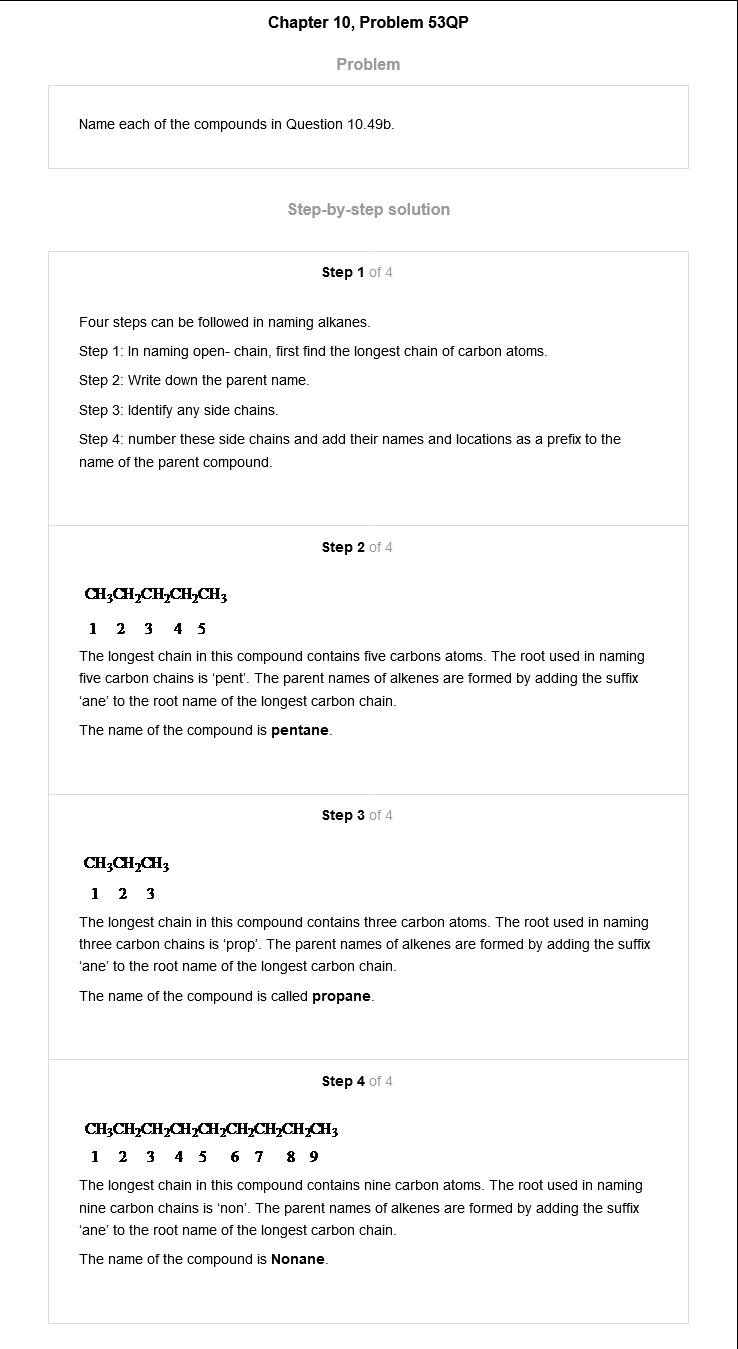 Chapter 10, Problem 53QP
Problem
Name each of the compounds in Question 10.49b.
Step-by-step solution
Step 1 of 4
Four steps can be followed in naming alkanes.
Step 1: In naming open- chain, first find the longest chain of carbon atoms.
Step 2: Write down the parent name.
Step 3: Identify any side chains.
Step 4: number these side chains and add their names and locations as a prefix to the
name of the parent compound.
Step 2 of 4
CH₃CH₂CH₂CH₂CH₃
1 2 3 4 5
The longest chain in this compound contains five carbons atoms. The root used in naming
five carbon chains is ‘pent’. The parent names of alkenes are formed by adding the suffix
‘ane’ to the root name of the longest carbon chain.
The name of the compound is pentane.
Step 3 of 4
CH₃CH₂CH₃
1 2 3
The longest chain in this compound contains three carbon atoms. The root used in naming
three carbon chains is ‘prop’. The parent names of alkenes are formed by adding the suffix
‘ane’ to the root name of the longest carbon chain.
The name of the compound is called propane.
Step 4 of 4
CH₃CH₂CH₂CH₂CH₂CH₂CH₂CH₂CH₃
1 2 3 4 5 6 7 8 9
The longest chain in this compound contains nine carbon atoms. The root used in naming
nine carbon chains is ‘non’. The parent names of alkenes are formed by adding the suffix
‘ane’ to the root name of the longest carbon chain.
The name of the compound is Nonane.